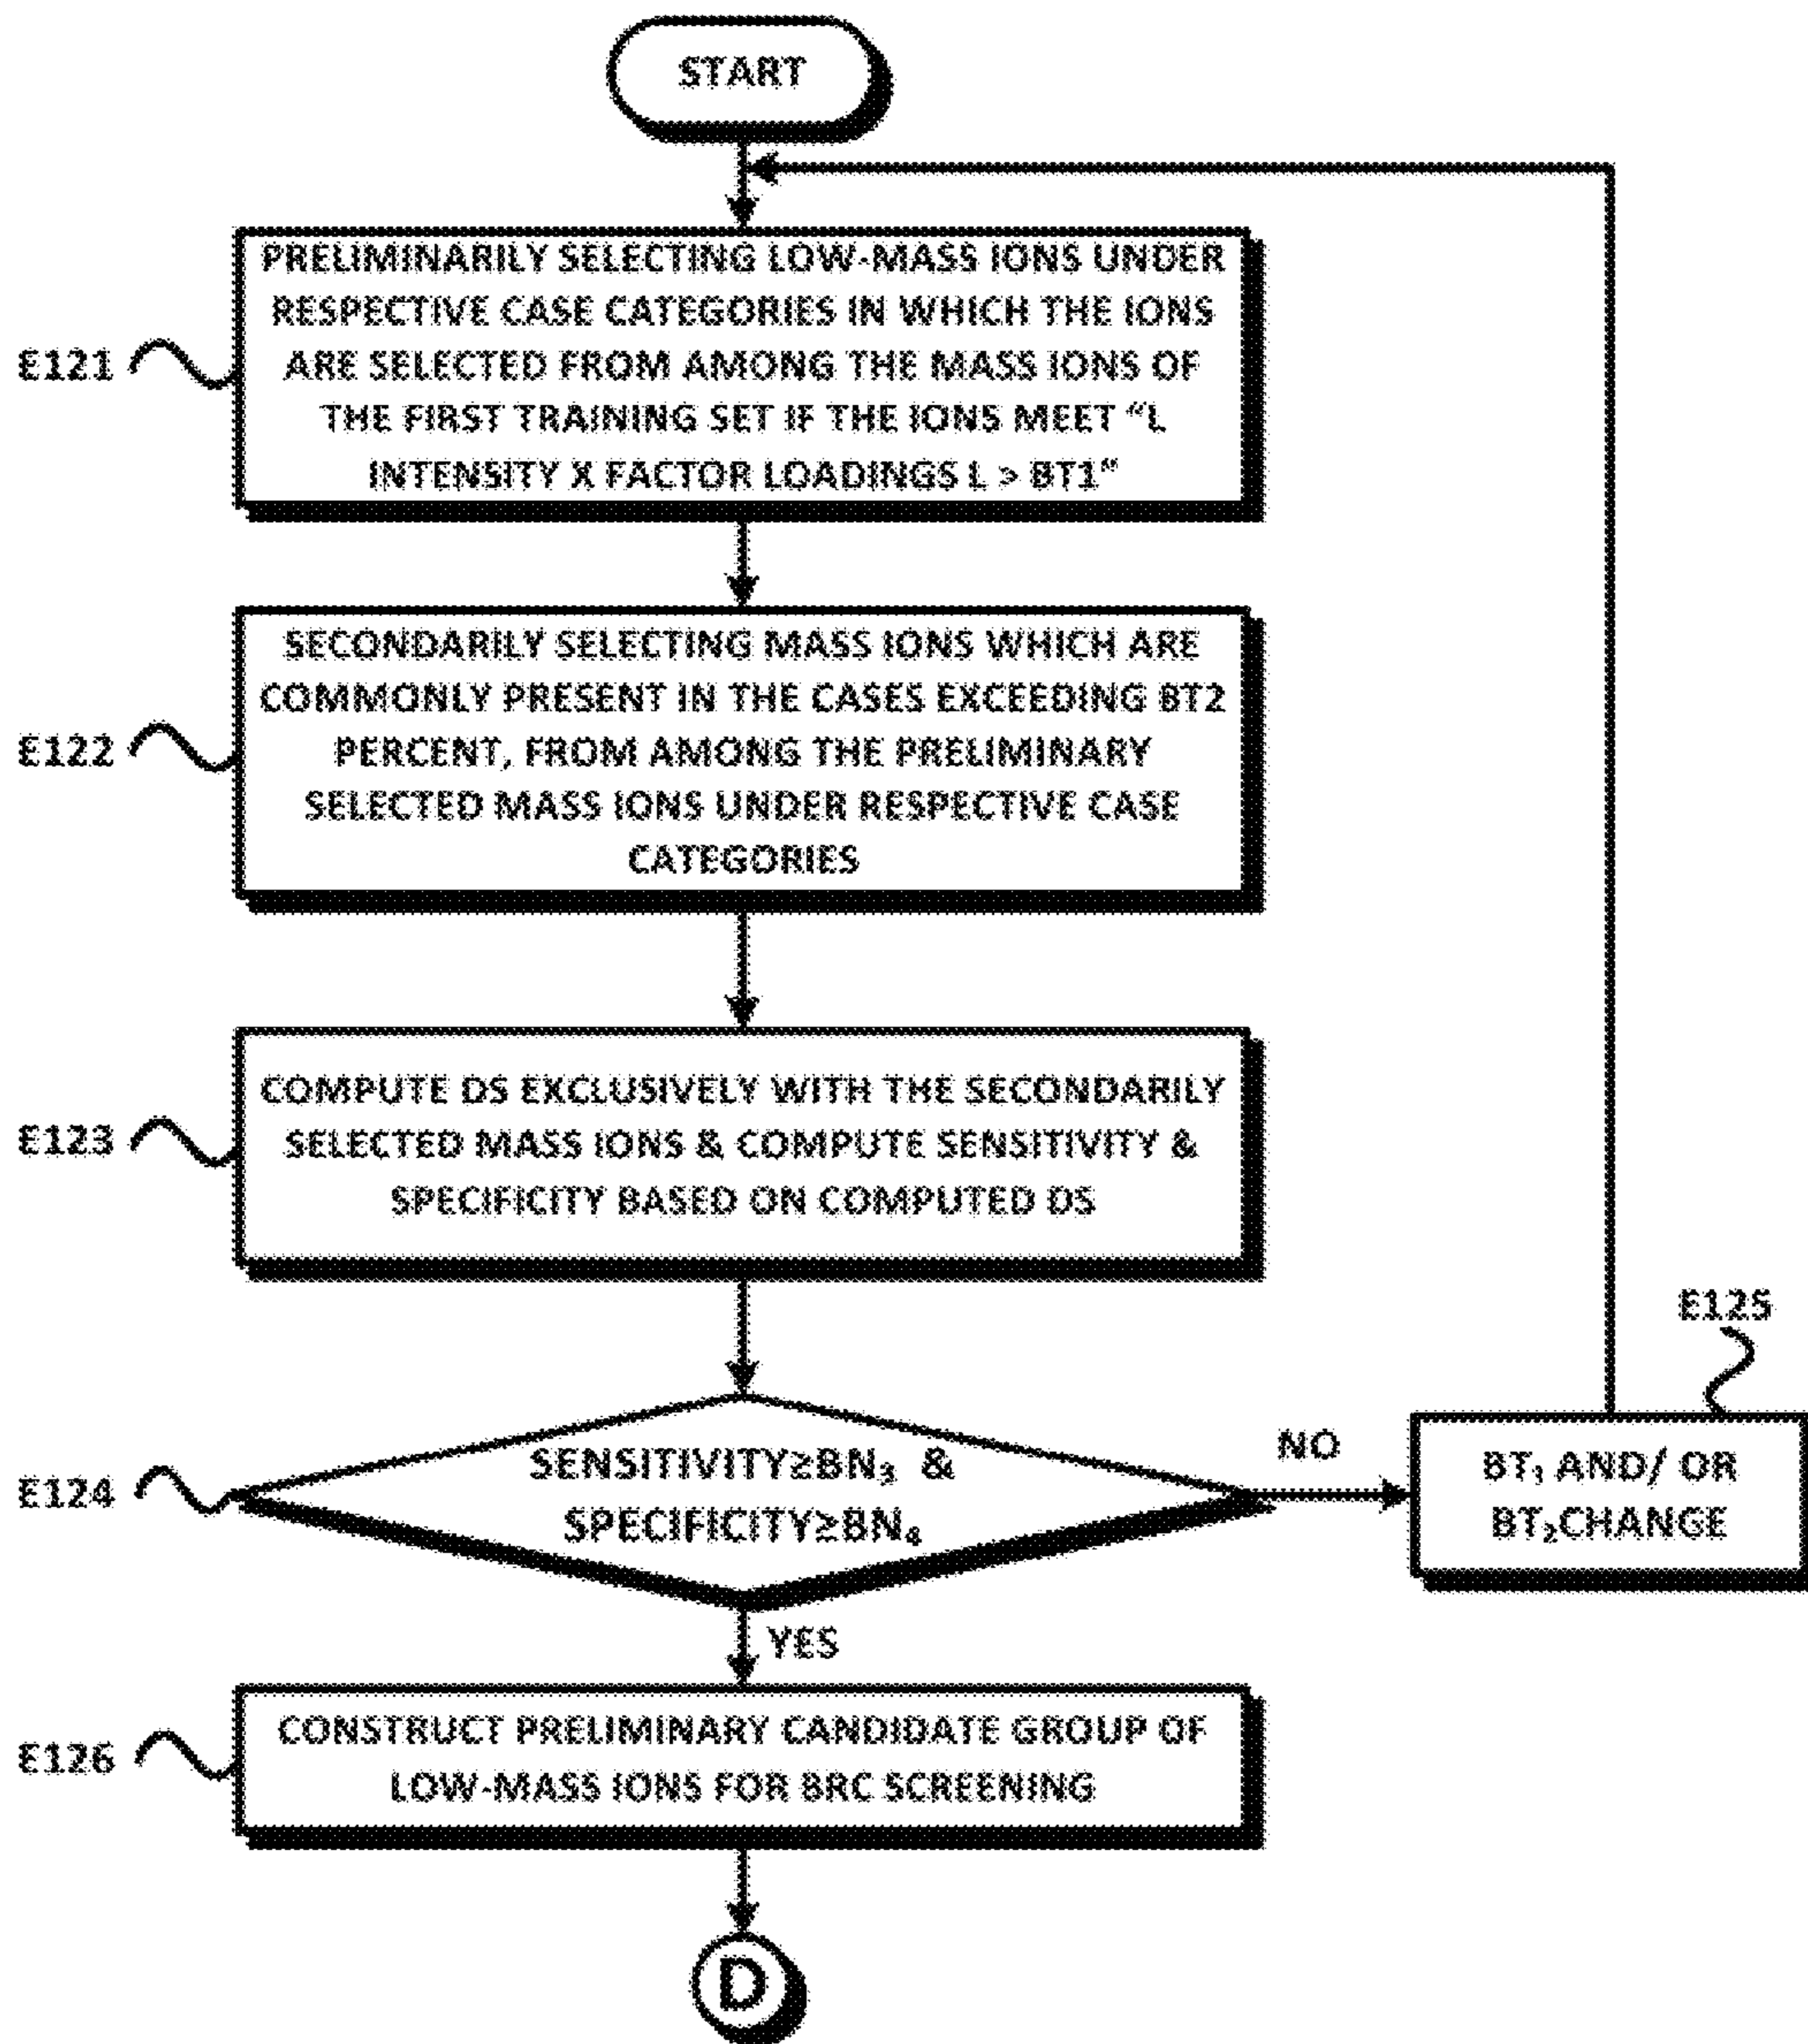 START
PRELIMINARILY SELECTING LOW-MASS IONS UNDER
RESPECTIVE CASE CATEGORIES IN WHICH THE IONS
ARE SELECTED FROM AMONG THE MASS IONS OF
THE FIRST TRAINING SET IF THE IONS MEET “L
INTENSITY X FACTOR LOADINGS L > BT1”
E121
SECONDARILY SELECTING MASS IONS WHICH ARE
COMMONLY PRESENT IN THE CASES EXCEEDING BT2
PERCENT, FROM AMONG THE PRELIMINARY
SELECTED MASS IONS UNDER RESPECTIVE CASE
CATEGORIES
E122
COMPUTE DS EXCLUSIVELY WITH THE SECONDARILY
SELECTED MASS IONS & COMPUTE SENSITIVITY &
SPECIFICITY BASED ON COMPUTED DS
E123
SENSITIVITY≥BN₃ &
SPECIFICITY≥BN₄
E124
NO
E125
BT₁ AND/ OR
BT₂CHANGE
YES
CONSTRUCT PRELIMINARY CANDIDATE GROUP OF
LOW-MASS IONS FOR BRC SCREENING
E126
D